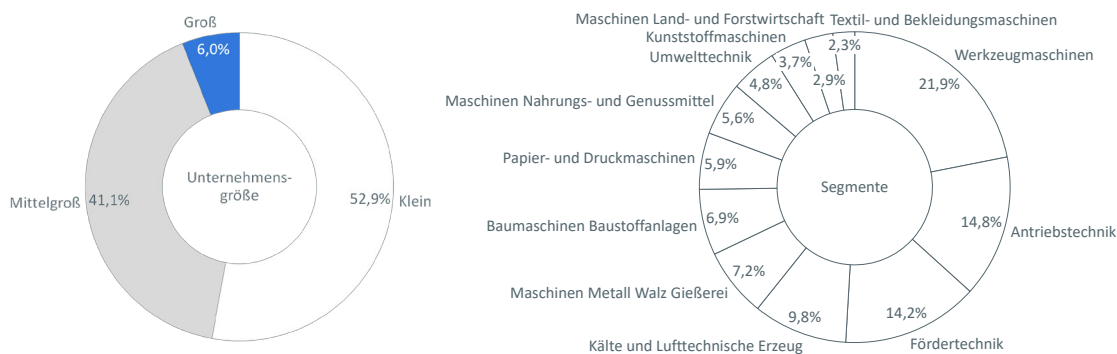 Groß
6,0%
Mittelgroß
41,1%
Unternehmens-
größe
52,9%
Klein
Maschinen Land- und Forstwirtschaft
Textil- und Bekleidungsmaschinen
Kunststoffmaschinen
Umwelttechnik
Werkzeugmaschinen
2,3%
3,7%
2,9%
4,8%
21,9%
Maschinen Nahrungs- und Genussmittel
5,6%
Papier- und Druckmaschinen
5,9%
Segmente
Baumaschinen Baustoffanlagen
6,9%
14,8%
Antriebstechnik
Maschinen Metall Walz Gießerei
7,2%
Kälte und Lufttechnische Erzeug
9,8%
14,2%
Fördertechnik